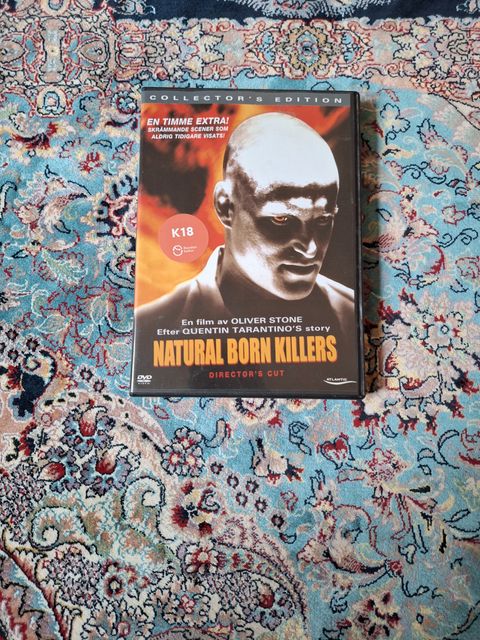 COLLECTOR'S EDITION
EN TIMME EXTRA!
SKRÄMMANDE SCENER SOM
ALDRIG TIDIGARE VISATS!
K18
En film av OLIVER STONE
Efter QUENTIN TARANTINO'S story
NATURAL BORN KILLERS
DIRECTOR'S CUT
DVD
VIDEO
ATLANTIC